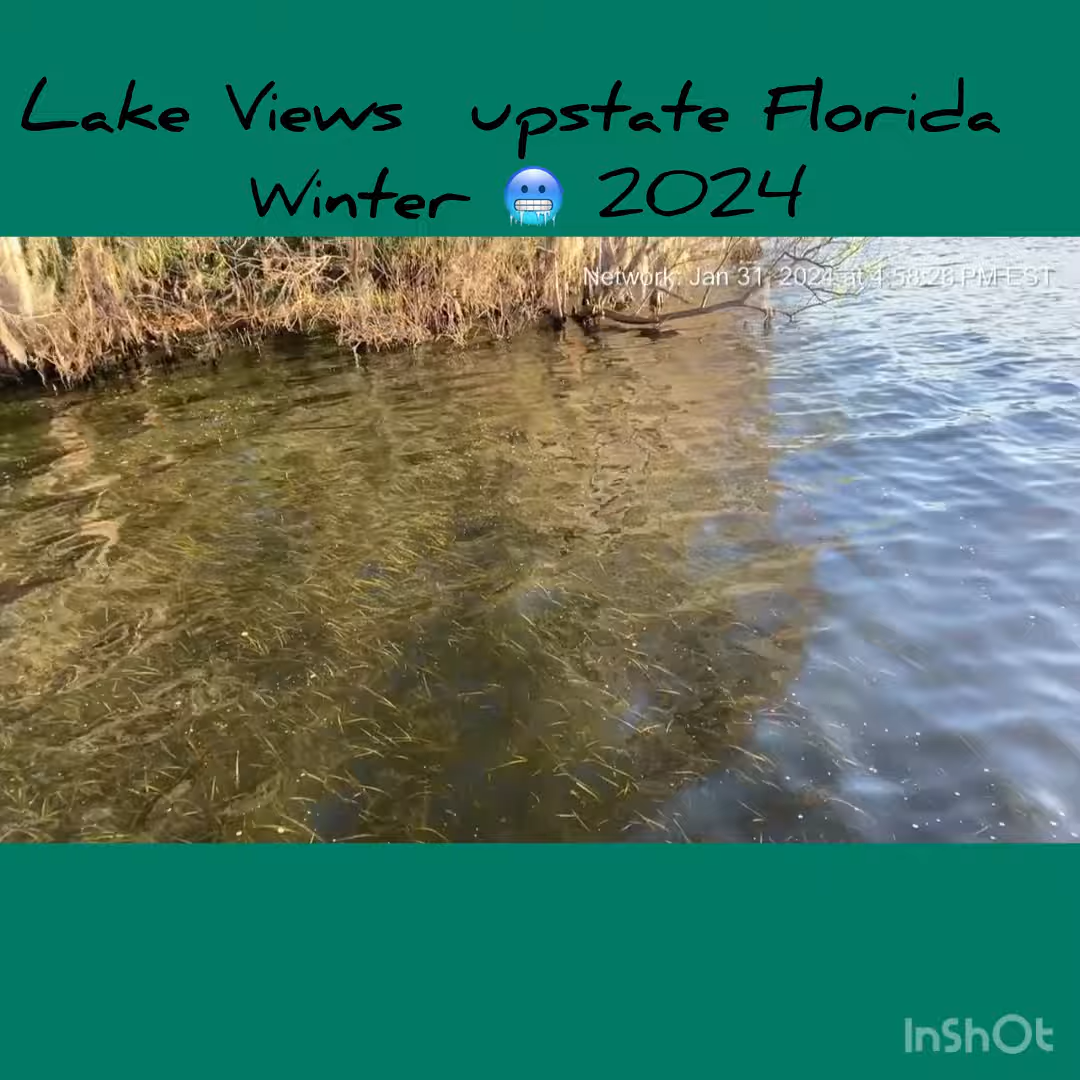 Lake Views upstate Florida
Winter 🥶 2024
Network: Jan 31, 2024 at 4:58:28 PM EST
InShOt